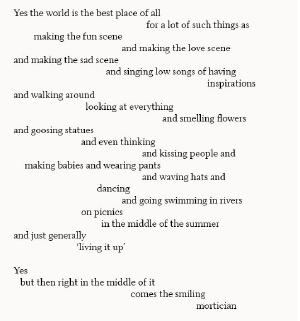 Yes the world is the best place of all
for a lot of such things as
making the fun scene
and making the love scene
and making the sad scene
and singing low songs of having
inspirations
and walking around
looking at everything
and smelling flowers
and goosing statues
and even thinking
and kissing people and
making babies and wearing pants
and waving hats and
dancing
and going swimming in rivers
on picnics
in the middle of the summer
and just generally
‘living it up’
Yes
but then right in the middle of it
comes the smiling
mortician